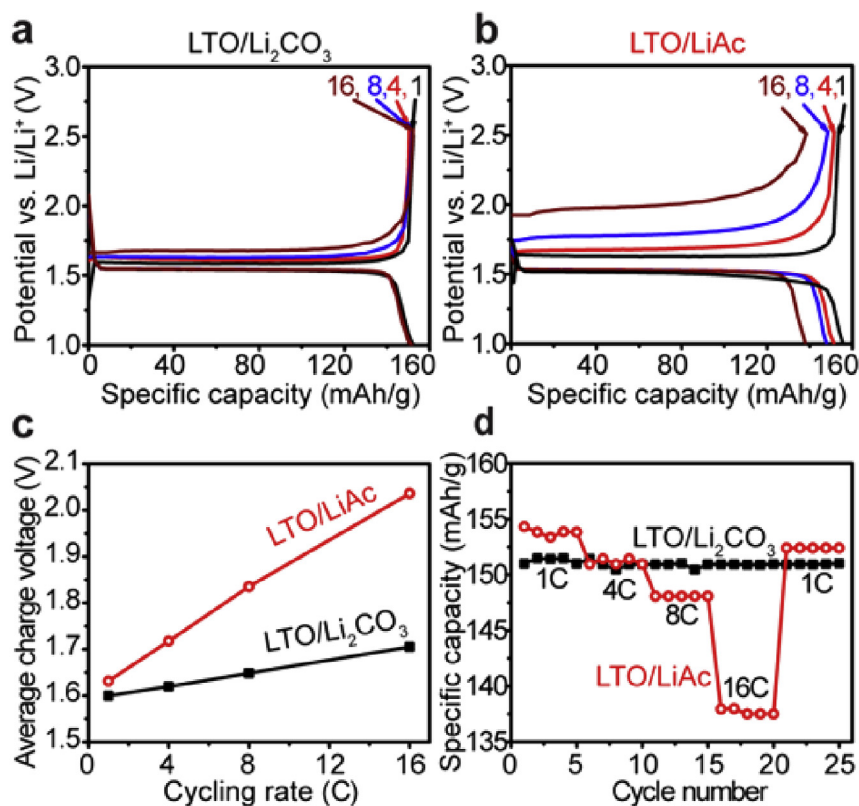 a
LTO/Li₂CO₃
Potential vs. Li/Li⁺ (V)
3.0
2.5
2.0
1.5
1.0
16, 8,4, 1
0 40 80 120 160
Specific capacity (mAh/g)
b
LTO/LiAc
Potential vs. Li/Li⁺ (V)
3.0
2.5
2.0
1.5
1.0
16, 8, 4, 1
0 40 80 120 160
Specific capacity (mAh/g)
c
Average charge voltage (V)
2.1
2.0
1.9
1.8
1.7
1.6
1.5
LTO/LiAc
LTO/Li₂CO₃
0 4 8 12 16
Cycling rate (C)
d
Specific capacity (mAh/g)
160
155
150
145
140
135
LTO/Li₂CO₃
1C 4C 8C 16C 1C
LTO/LiAc
0 5 10 15 20 25
Cycle number